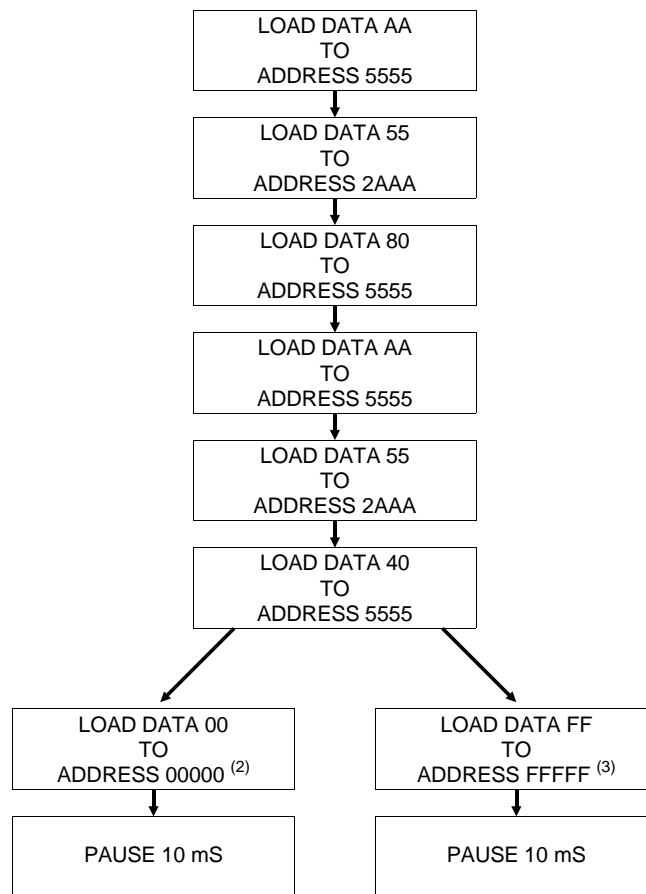 LOAD DATA AA
TO
ADDRESS 5555
LOAD DATA 55
TO
ADDRESS 2AAA
LOAD DATA 80
TO
ADDRESS 5555
LOAD DATA AA
TO
ADDRESS 5555
LOAD DATA 55
TO
ADDRESS 2AAA
LOAD DATA 40
TO
ADDRESS 5555
LOAD DATA 00
TO
ADDRESS 00000 (2)
PAUSE 10 mS
LOAD DATA FF
TO
ADDRESS FFFFF (3)
PAUSE 10 mS